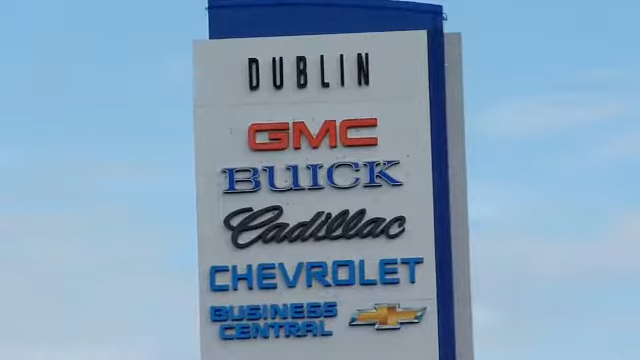 DUBLIN
GMC
BUICK
Cadillac
CHEVROLET
BUSINESS
CENTRAL